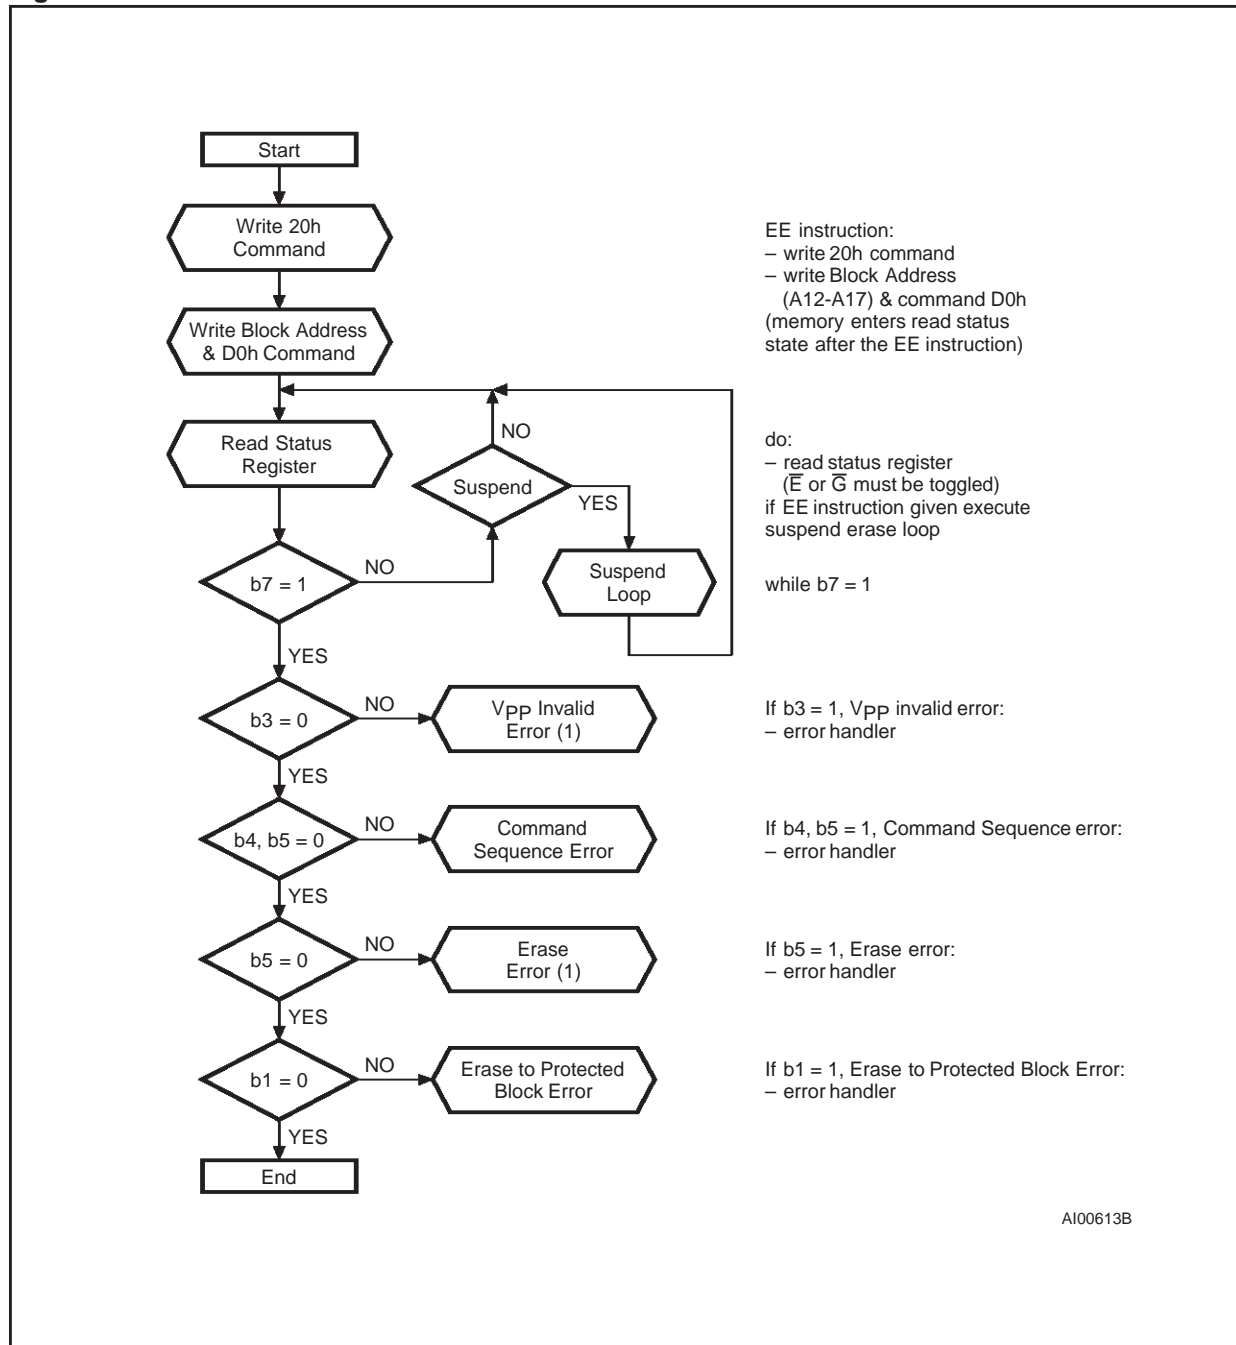 Start
Write 20h
Command
Write Block Address
& D0h Command
Read Status
Register
NO
Suspend
YES
Suspend
Loop
b7 = 1
NO
YES
b3 = 0
NO
VPP Invalid
Error (1)
YES
b4, b5 = 0
NO
Command
Sequence Error
YES
b5 = 0
NO
Erase
Error (1)
YES
b1 = 0
NO
Erase to Protected
Block Error
YES
End
EE instruction:
– write 20h command
– write Block Address
(A12-A17) & command D0h
(memory enters read status
state after the EE instruction)
do:
– read status register
(E̅ or G̅ must be toggled)
if EE instruction given execute
suspend erase loop
while b7 = 1
If b3 = 1, VPP invalid error:
– error handler
If b4, b5 = 1, Command Sequence error:
– error handler
If b5 = 1, Erase error:
– error handler
If b1 = 1, Erase to Protected Block Error:
– error handler
AI00613B